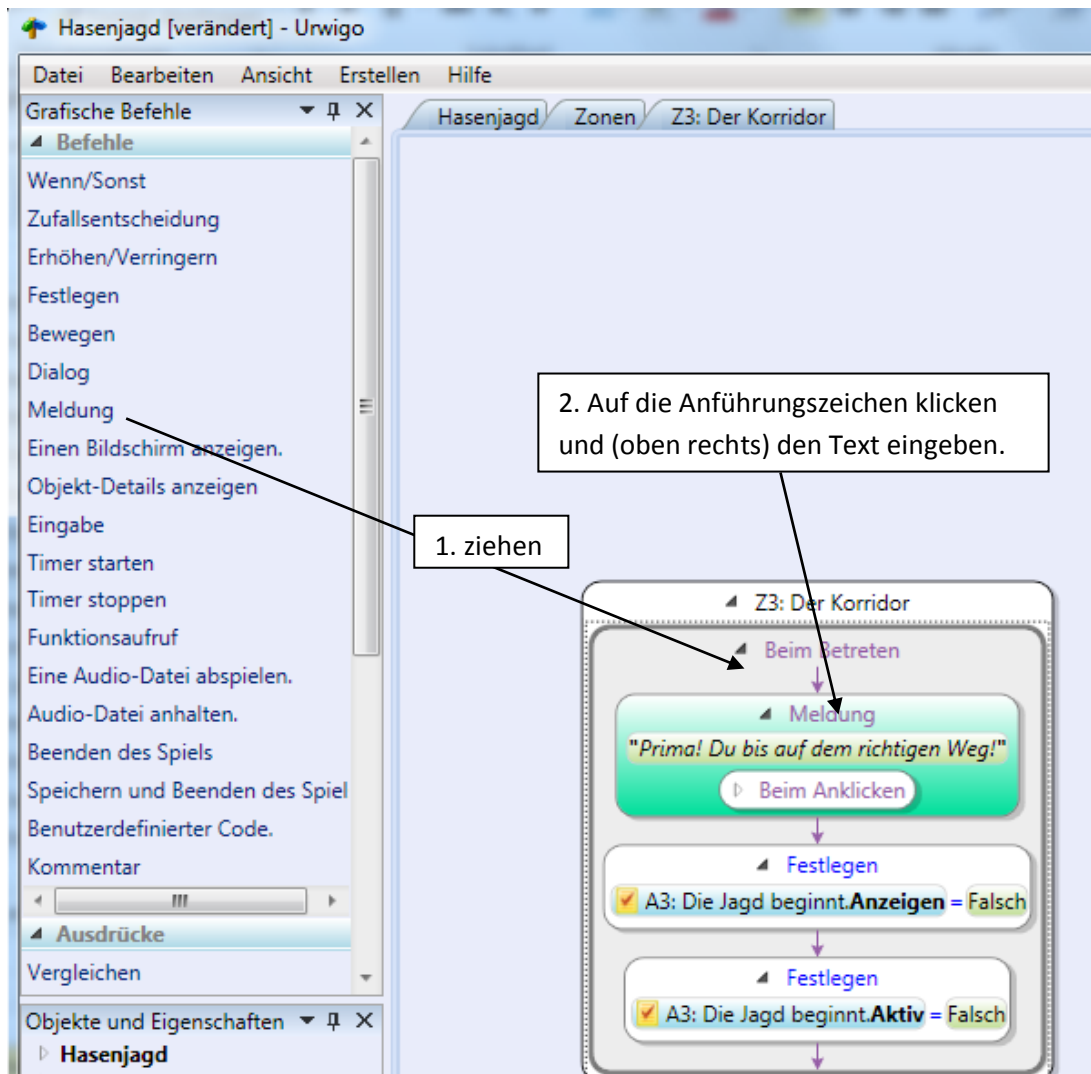 Hasenjagd [verändert] - Urwigo
Datei Bearbeiten Ansicht Erstellen Hilfe
Grafische Befehle
Hasenjagd Zonen Z3: Der Korridor
Befehle
Wenn/Sonst
Zufallsentscheidung
Erhöhen/Verringern
Festlegen
Bewegen
Dialog
Meldung
Einen Bildschirm anzeigen.
Objekt-Details anzeigen
Eingabe
Timer starten
Timer stoppen
Funktionsaufruf
Eine Audio-Datei abspielen.
Audio-Datei anhalten.
Beenden des Spiels
Speichern und Beenden des Spiel
Benutzerdefinierter Code.
Kommentar
Ausdrücke
Vergleichen
Objekte und Eigenschaften
Hasenjagd
2. Auf die Anführungszeichen klicken
und (oben rechts) den Text eingeben.
1. ziehen
Z3: Der Korridor
Beim Betreten
Meldung
"Prima! Du bis auf dem richtigen Weg!"
Beim Anklicken
Festlegen
A3: Die Jagd beginnt.Anzeigen = Falsch
Festlegen
A3: Die Jagd beginnt.Aktiv = Falsch